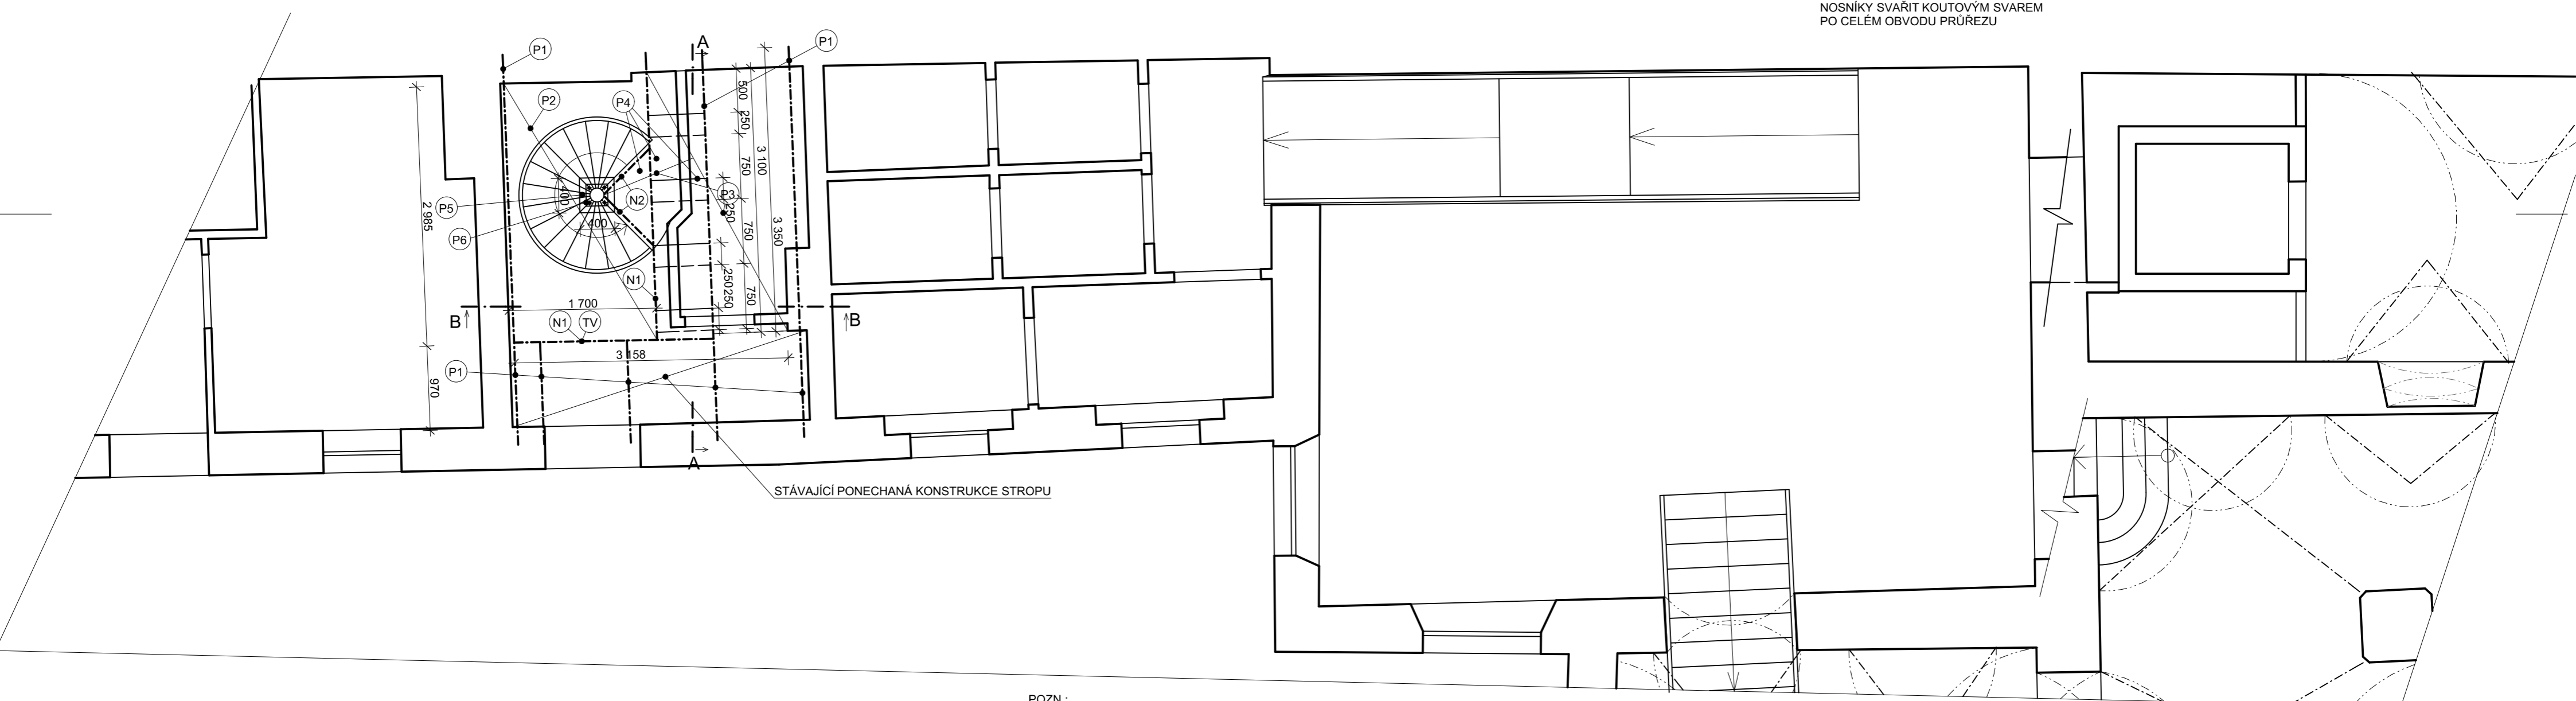 NOSNÍKY SVAŘIT KOUTOVÝM SVAREM
PO CELÉM OBVODU PRŮŘEZU
A
P1
P1
P2
P4
500
250
3 100
750
P3
400
N2
250
P5
2 985
400
750
3 350
P6
N1
250
250
750
1 700
B
B
N1
TV
3 158
P1
970
A
STÁVAJÍCÍ PONECHANÁ KONSTRUKCE STROPU
POZN.: